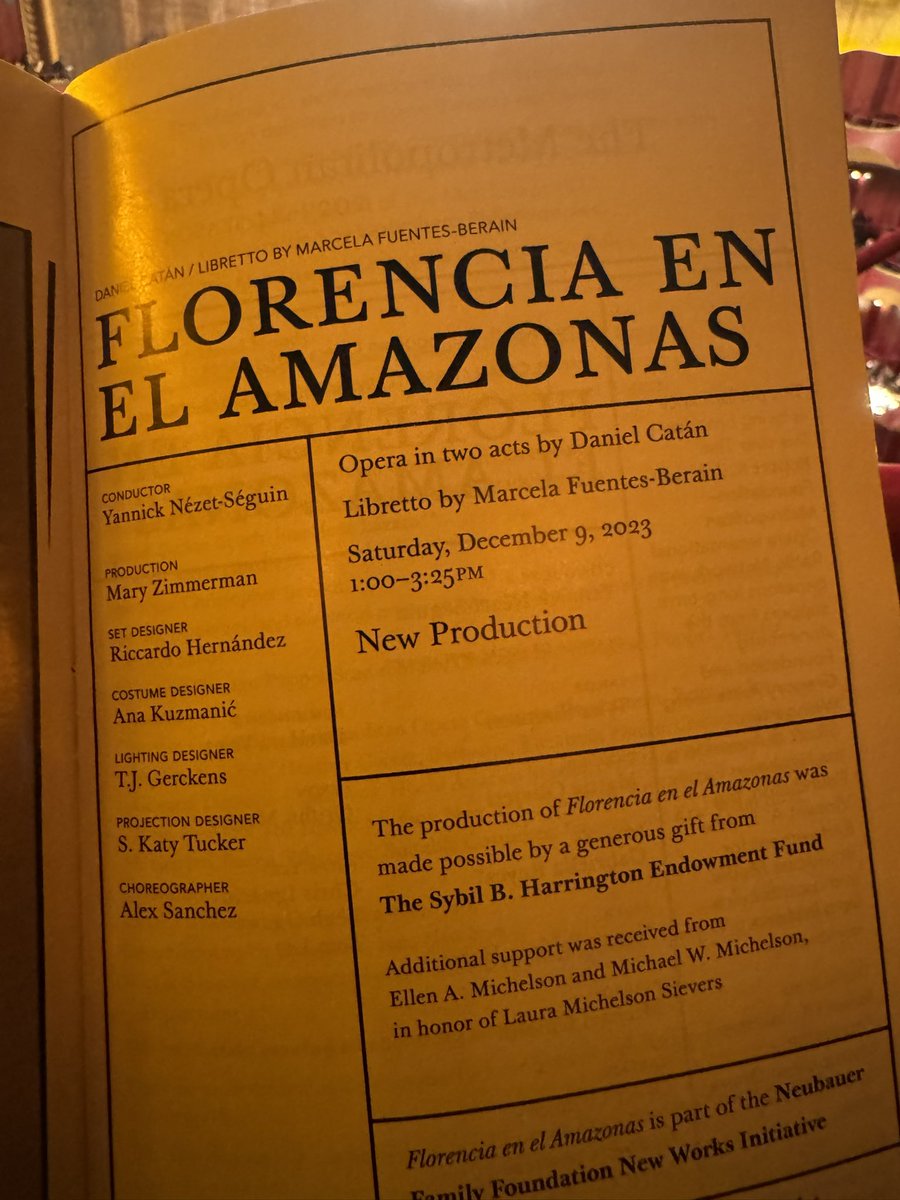 DANIEL CATÁN / LIBRETTO BY MARCELA FUENTES-BERAIN
FLORENCIA EN
EL AMAZONAS
CONDUCTOR
Yannick Nézet-Séguin
PRODUCTION
Mary Zimmerman
SET DESIGNER
Riccardo Hernández
COSTUME DESIGNER
Ana Kuzmanić
LIGHTING DESIGNER
T.J. Gerckens
PROJECTION DESIGNER
S. Katy Tucker
CHOREOGRAPHER
Alex Sanchez
Opera in two acts by Daniel Catán
Libretto by Marcela Fuentes-Berain
Saturday, December 9, 2023
1:00–3:25PM
New Production
The production of Florencia en el Amazonas was
made possible by a generous gift from
The Sybil B. Harrington Endowment Fund
Additional support was received from
Ellen A. Michelson and Michael W. Michelson,
in honor of Laura Michelson Sievers
Florencia en el Amazonas is part of the Neubauer
Family Foundation New Works Initiative